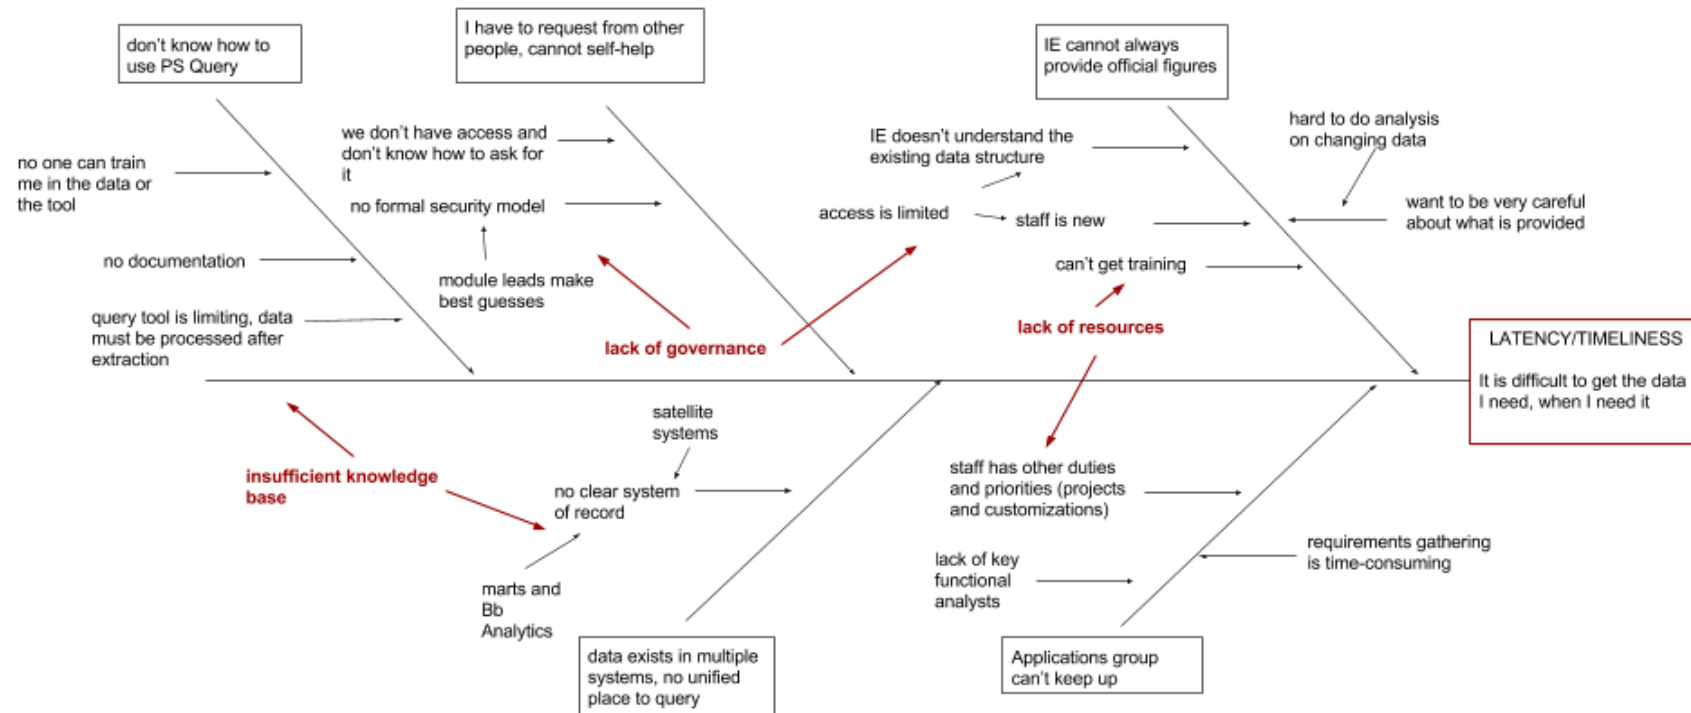 don't know how to
use PS Query
I have to request from other
people, cannot self-help
IE cannot always
provide official figures
no one can train
me in the data or
the tool
no documentation
query tool is limiting, data
must be processed after
extraction
we don't have access and
don't know how to ask for
it
no formal security model
module leads make
best guesses
lack of governance
IE doesn't understand the
existing data structure
access is limited
staff is new
can't get training
lack of resources
hard to do analysis
on changing data
want to be very careful
about what is provided
LATENCY/TIMELINESS
It is difficult to get the data
I need, when I need it
insufficient knowledge
base
satellite
systems
no clear system
of record
marts and
Bb
Analytics
data exists in multiple
systems, no unified
place to query
staff has other duties
and priorities (projects
and customizations)
lack of key
functional
analysts
requirements gathering
is time-consuming
Applications group
can't keep up